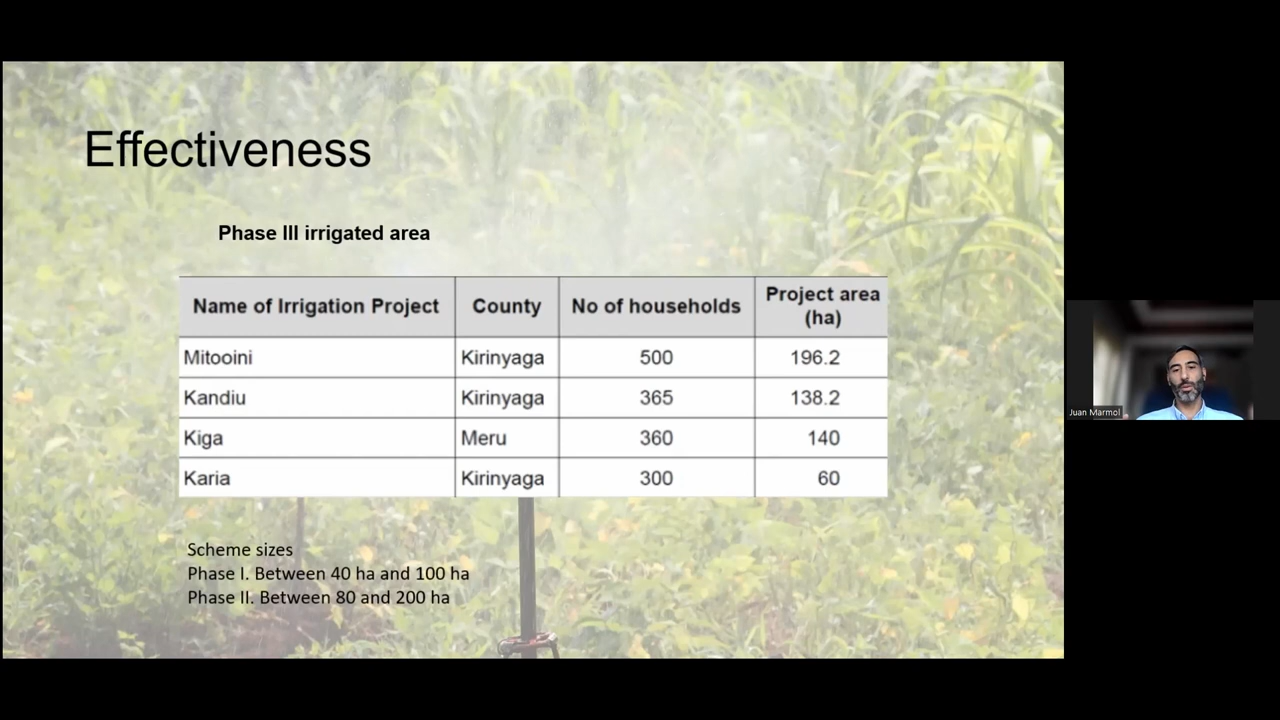 Effectiveness
Phase III irrigated area
Name of Irrigation Project County No of households Project area (ha)
Mitooini Kirinyaga 500 196.2
Kandiu Kirinyaga 365 138.2
Kiga Meru 360 140
Karia Kirinyaga 300 60
Scheme sizes
Phase I. Between 40 ha and 100 ha
Phase II. Between 80 and 200 ha
Juan Marmol